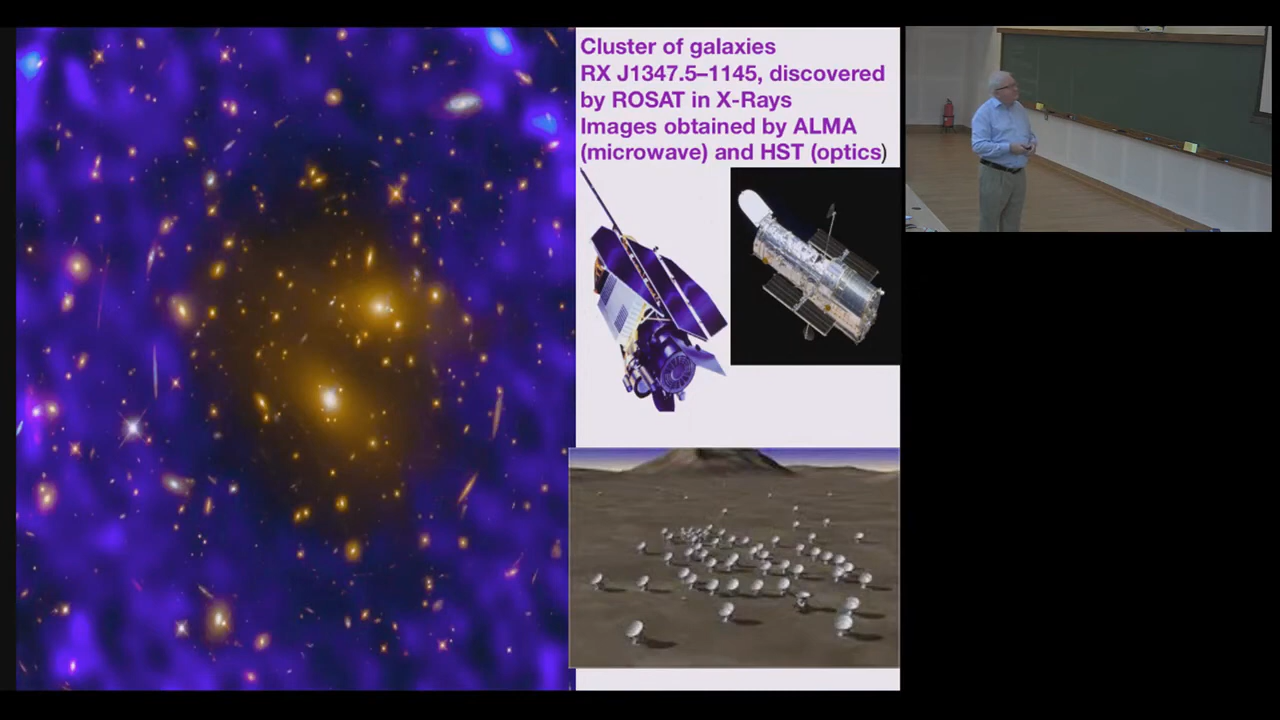 Cluster of galaxies
RX J1347.5–1145, discovered
by ROSAT in X-Rays
Images obtained by ALMA
(microwave) and HST (optics)